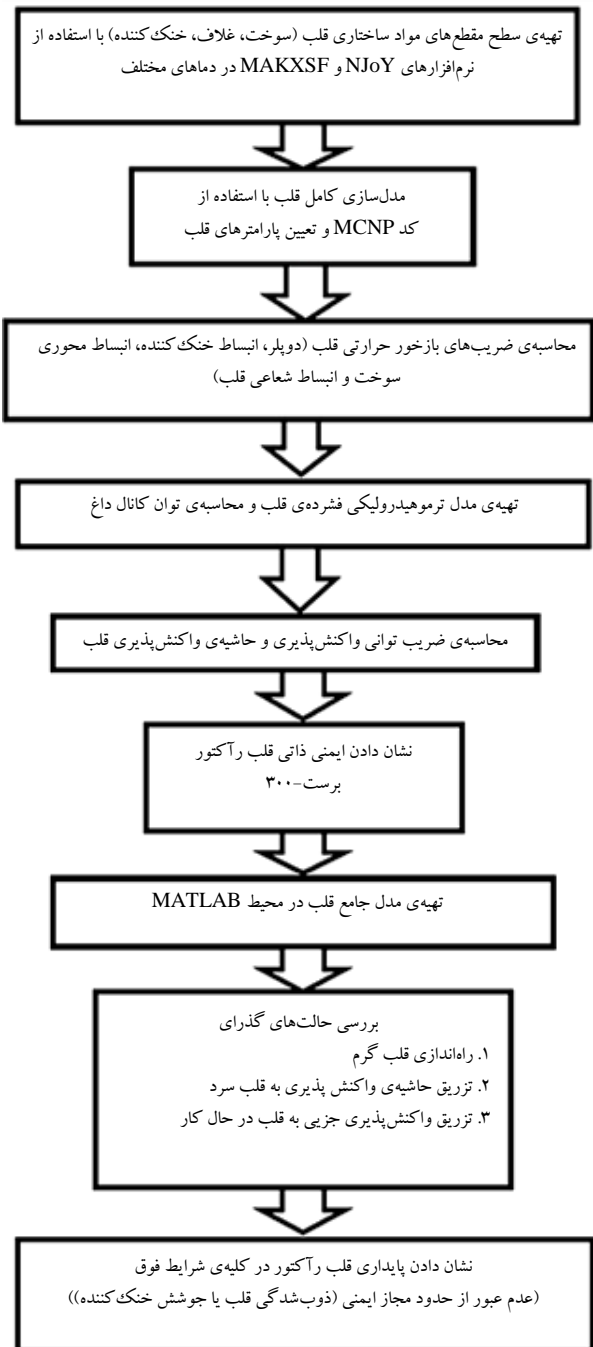 تهیه‌ی سطح مقطع‌های مواد ساختاری قلب (سوخت، غلاف، خنک‌کننده) با استفاده از
نرم‌افزارهای NJoY و MAKXSF در دماهای مختلف
مدل‌سازی کامل قلب با استفاده از
کد MCNP و تعیین پارامترهای قلب
محاسبه‌ی ضریب‌های بازخور حرارتی قلب (دوپلر، انبساط خنک‌کننده، انبساط محوری
سوخت و انبساط شعاعی قلب)
تهیه‌ی مدل ترموهیدرولیکی فشرده‌ی قلب و محاسبه‌ی توان کانال داغ
محاسبه‌ی ضریب توانی واکنش‌پذیری و حاشیه‌ی واکنش‌پذیری قلب
نشان دادن ایمنی ذاتی قلب رآکتور
برست-۳۰۰
تهیه‌ی مدل جامع قلب در محیط MATLAB
بررسی حالت‌های گذرای
۱. راه‌اندازی قلب گرم
۲. تزریق حاشیه‌ی واکنش پذیری به قلب سرد
۳. تزریق واکنش‌پذیری جزیی به قلب در حال کار
نشان دادن پایداری قلب رآکتور در کلیه‌ی شرایط فوق
(عدم عبور از حدود مجاز ایمنی (ذوب‌شدگی قلب یا جوشش خنک‌کننده))